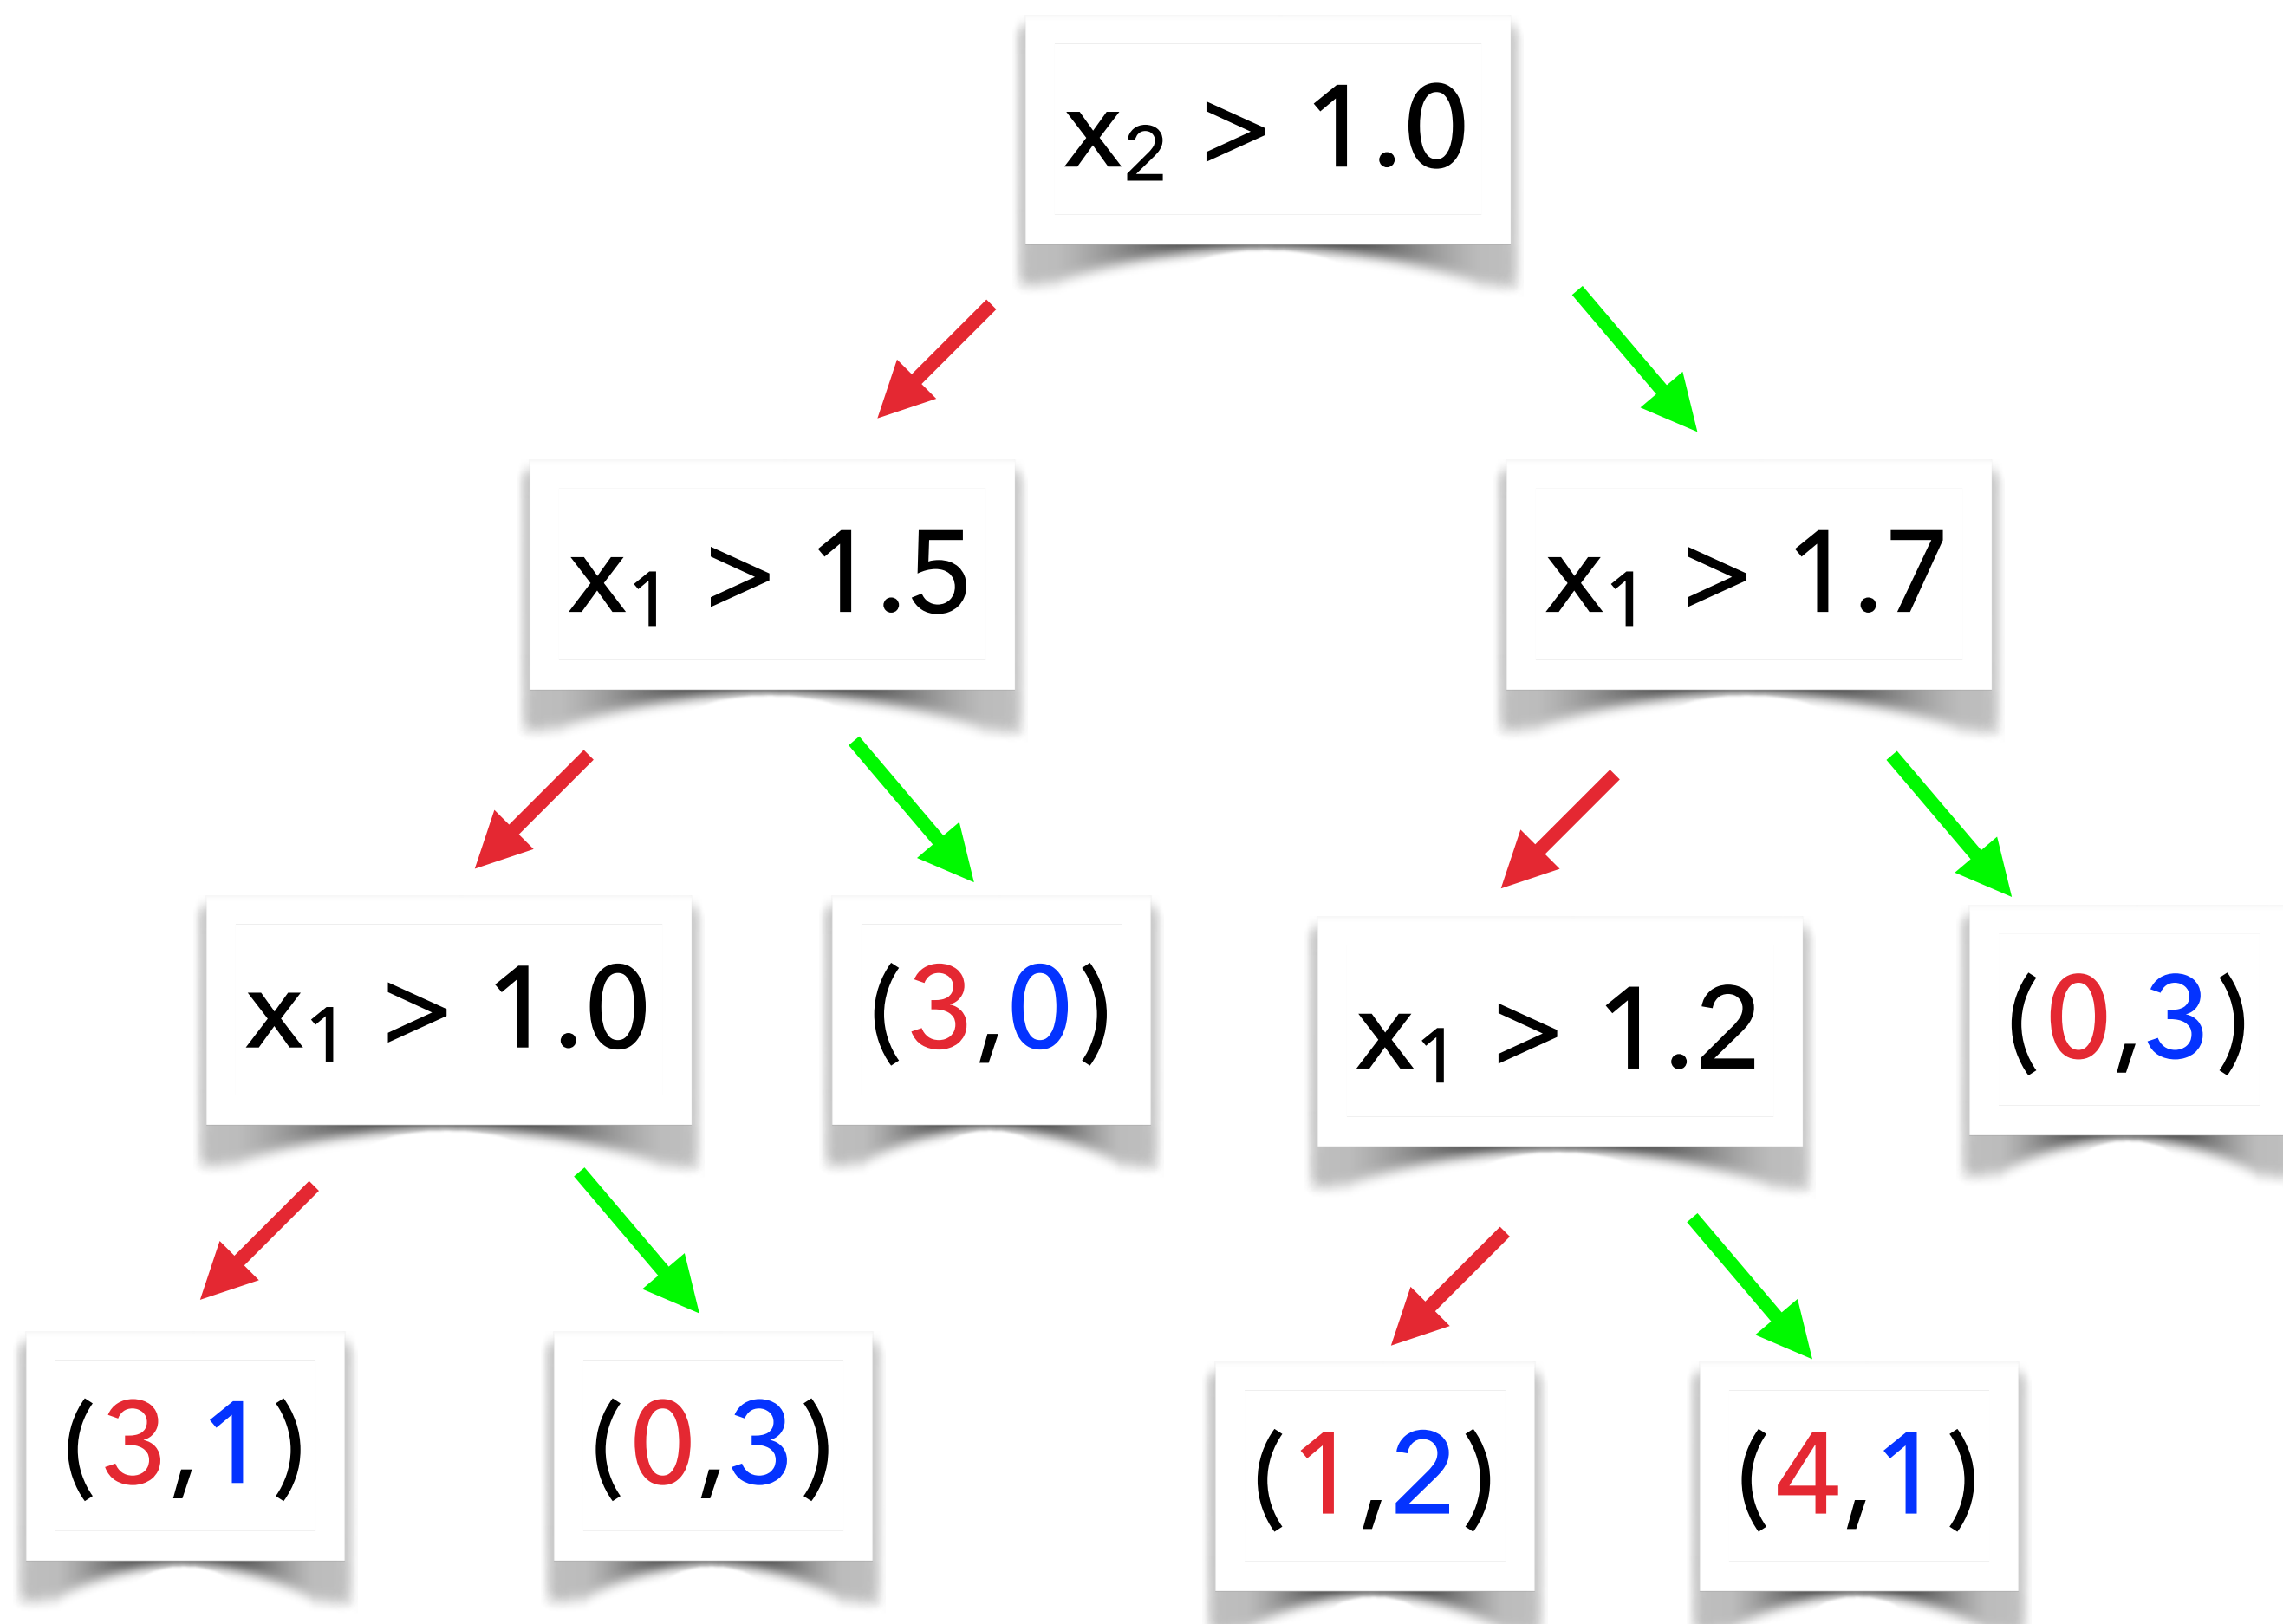 x₂ > 1.0
x₁ > 1.5
x₁ > 1.7
x₁ > 1.0
(3,0)
x₁ > 1.2
(0,3)
(3,1)
(0,3)
(1,2)
(4,1)